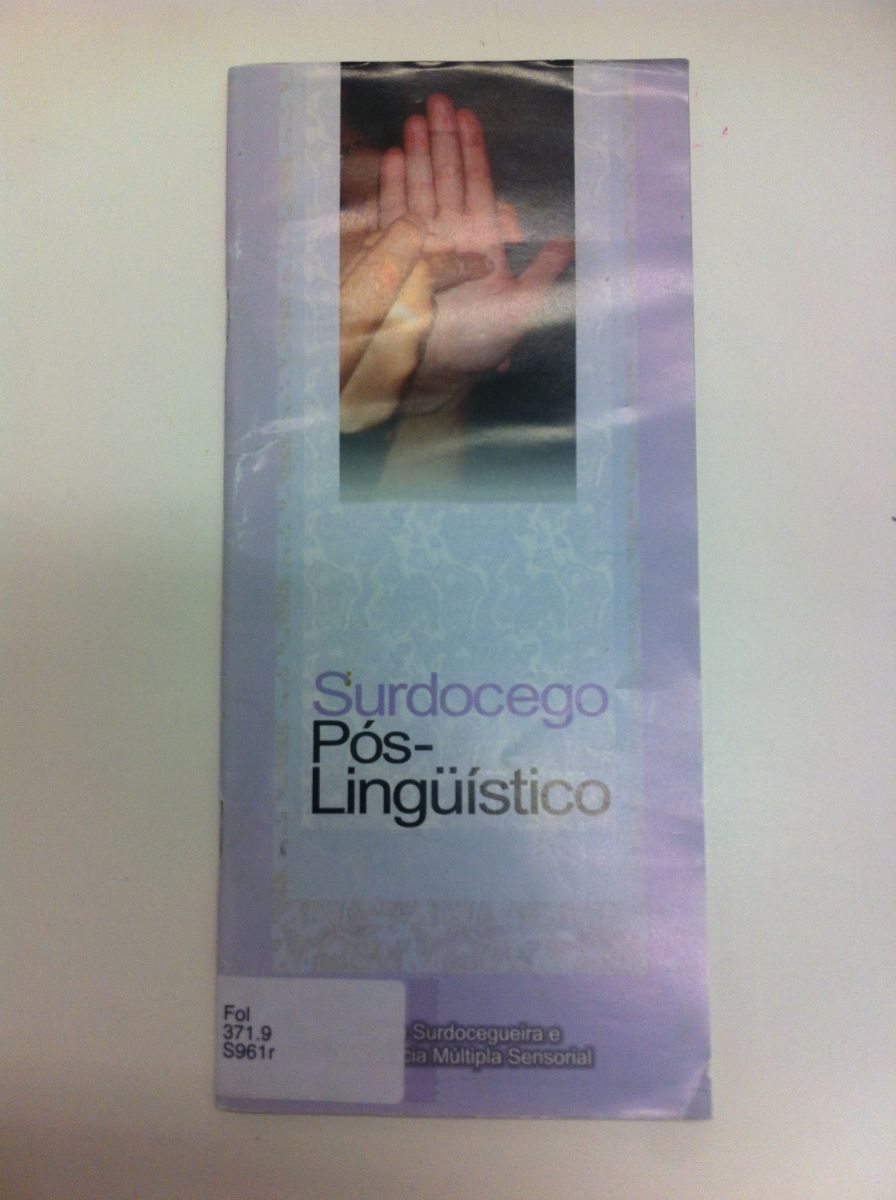 Surdocego
Pós-
Lingüístico
Fol
371.9
S961r
Surdocegueira e
Múltipla Sensorial